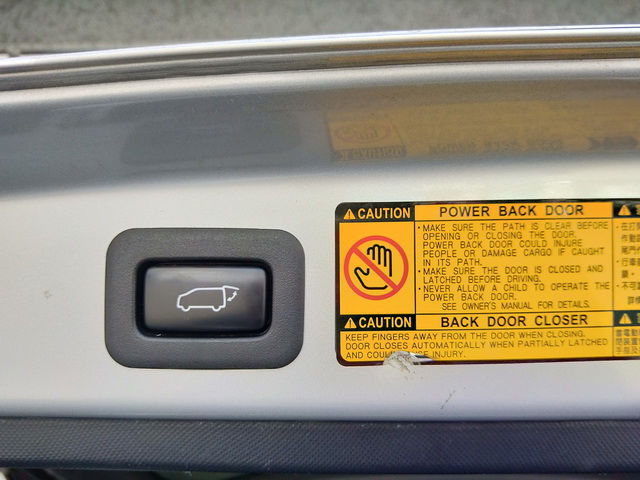 CAUTION
POWER BACK DOOR
・MAKE SURE THE PATH IS CLEAR BEFORE
OPENING OR CLOSING THE DOOR.
POWER BACK DOOR COULD INJURE
PEOPLE OR DAMAGE CARGO IF CAUGHT
IN ITS PATH.
・MAKE SURE THE DOOR IS CLOSED AND
LATCHED BEFORE DRIVING.
・NEVER ALLOW A CHILD TO OPERATE THE
POWER BACK DOOR.
SEE OWNER'S MANUAL FOR DETAILS.
CAUTION
BACK DOOR CLOSER
KEEP FINGERS AWAY FROM THE DOOR WHEN CLOSING.
DOOR CLOSES AUTOMATICALLY WHEN PARTIALLY LATCHED
AND INJURY.